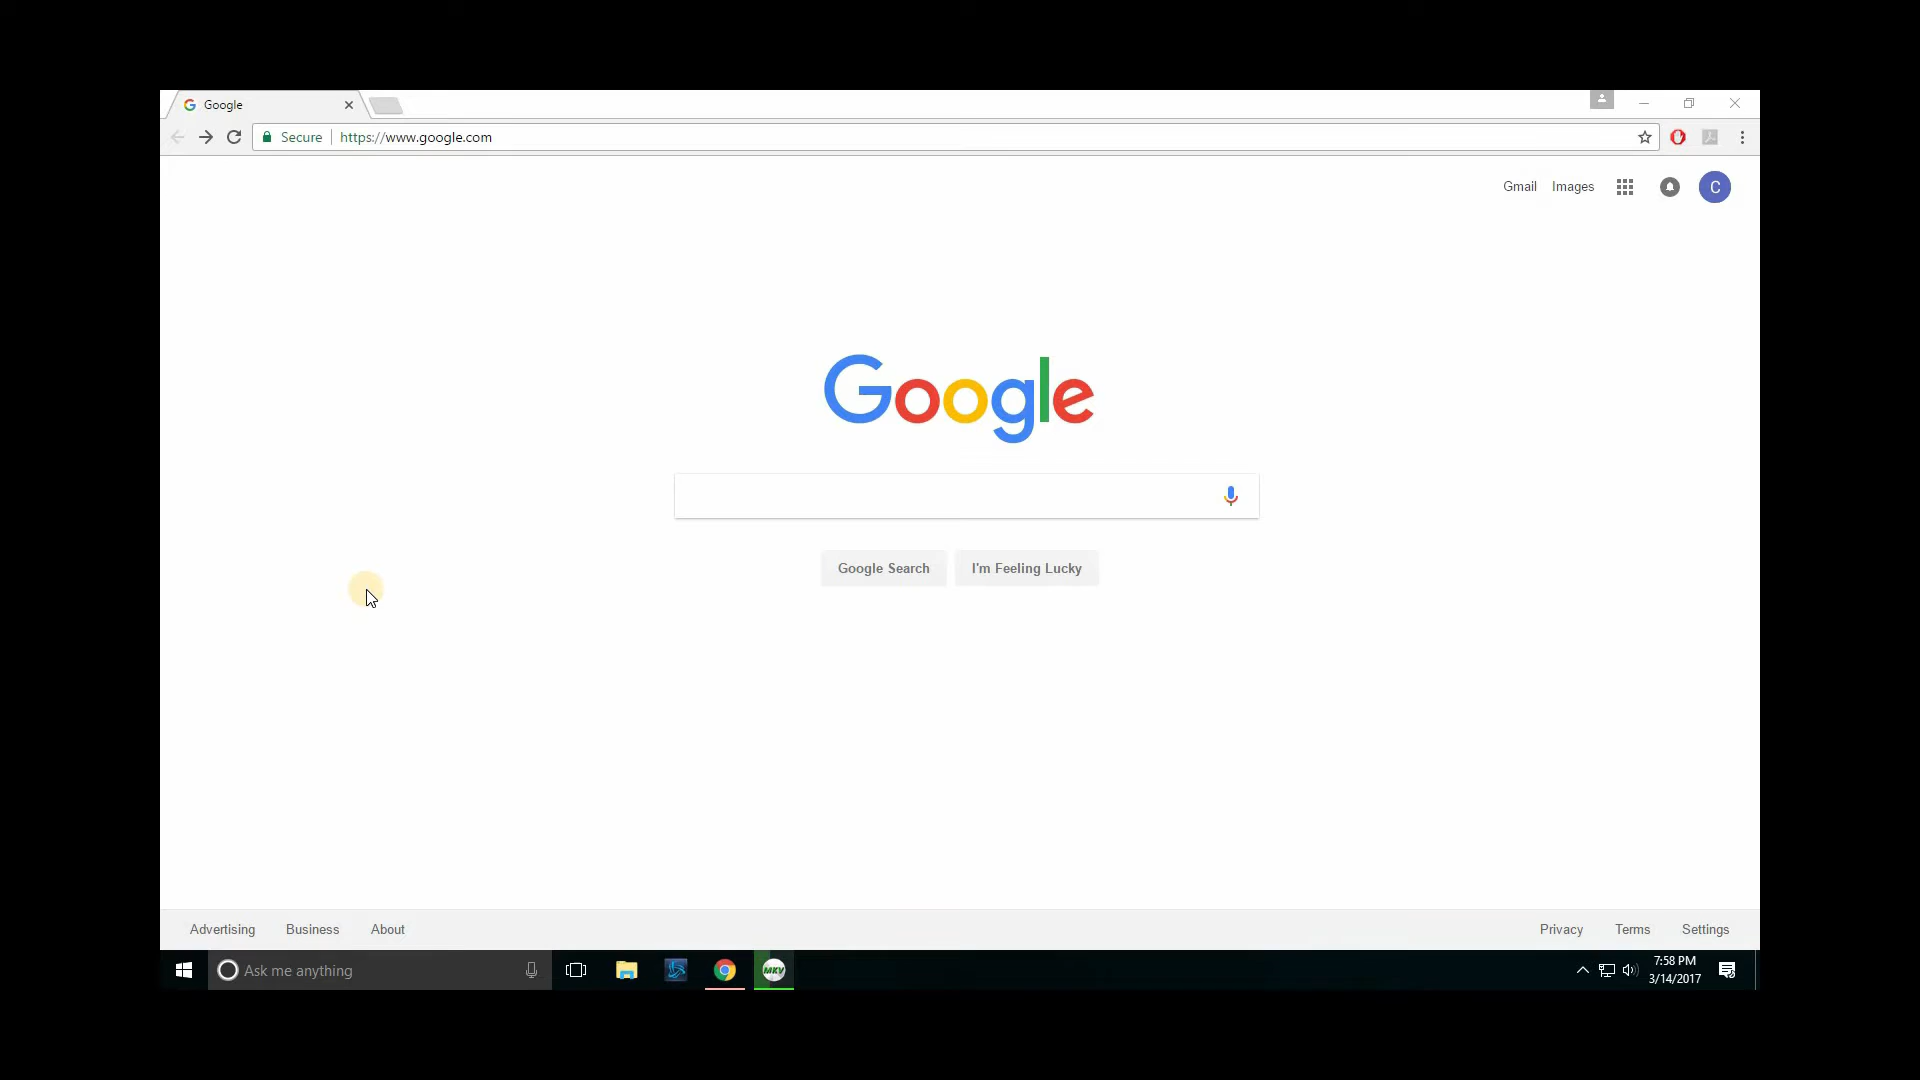 Google
Secure https://www.google.com
Gmail Images C
Google
Google Search I'm Feeling Lucky
Advertising Business About Privacy Terms Settings
Ask me anything MKV 7:58 PM
3/14/2017